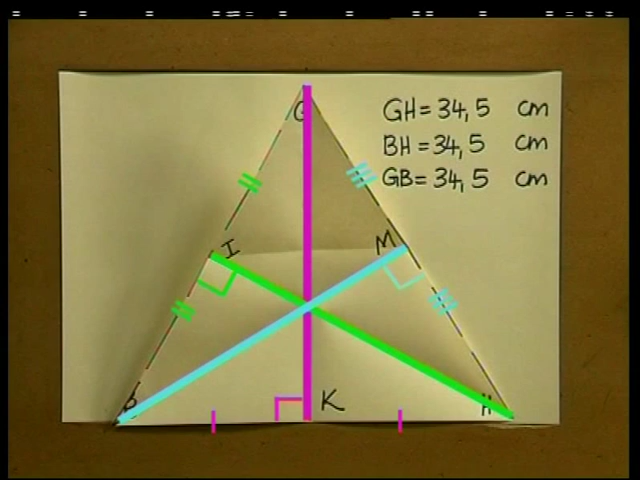 G
GH = 34,5 cm
BH = 34,5 cm
GB = 34,5 cm
I
M
B
K
H